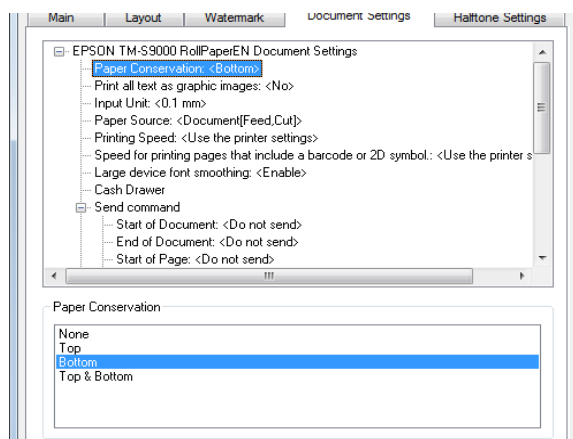 Main Layout Watermark Document Settings Halftone Settings
EPSON TM-S9000 RollPaperEN Document Settings
Paper Conservation: <Bottom>
Print all text as graphic images: <No>
Input Unit: <0.1 mm>
Paper Source: <Document[Feed,Cut]>
Printing Speed: <Use the printer settings>
Speed for printing pages that include a barcode or 2D symbol.: <Use the printer s
Large device font smoothing: <Enable>
Cash Drawer
Send command
Start of Document: <Do not send>
End of Document: <Do not send>
Start of Page: <Do not send>
Paper Conservation
None
Top
Bottom
Top & Bottom